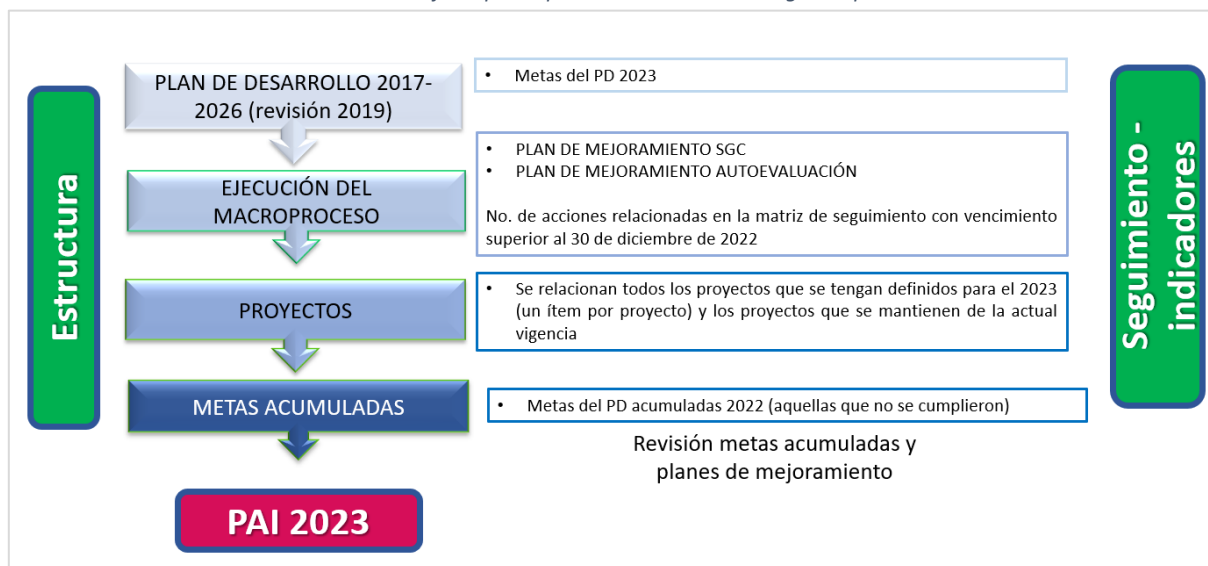 Estructura
PLAN DE DESARROLLO 2017-
2026 (revisión 2019)
• Metas del PD 2023
EJECUCIÓN DEL
MACROPROCESO
• PLAN DE MEJORAMIENTO SGC
• PLAN DE MEJORAMIENTO AUTOEVALUACIÓN
No. de acciones relacionadas en la matriz de seguimiento con vencimiento
superior al 30 de diciembre de 2022
PROYECTOS
• Se relacionan todos los proyectos que se tengan definidos para el 2023
(un ítem por proyecto) y los proyectos que se mantienen de la actual
vigencia
METAS ACUMULADAS
• Metas del PD acumuladas 2022 (aquellas que no se cumplieron)
Revisión metas acumuladas y
planes de mejoramiento
PAI 2023
Seguimiento -
indicadores